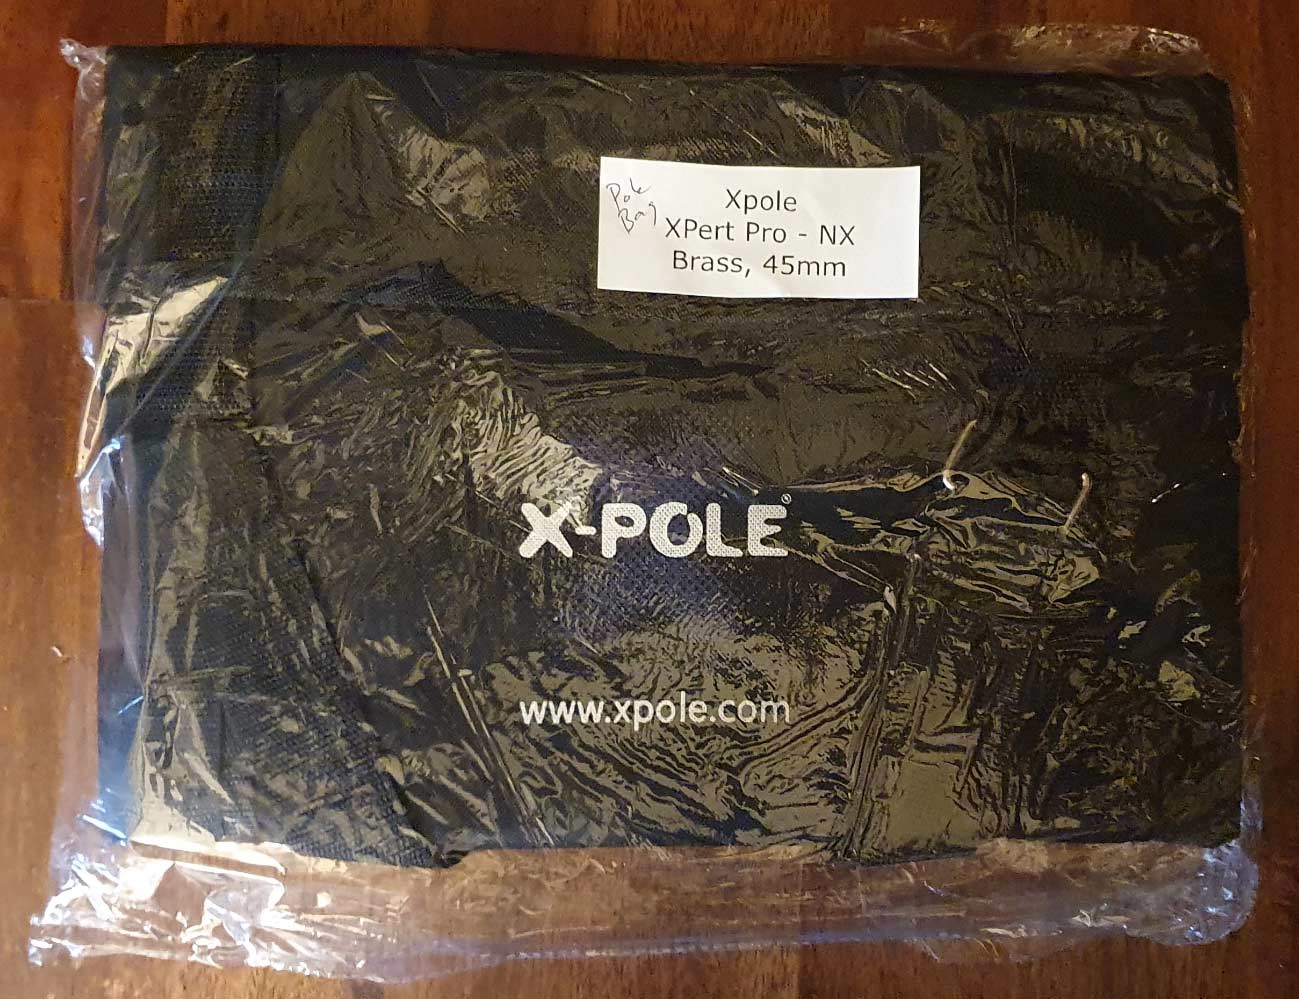 Pole
Bag
Xpole
XPert Pro - NX
Brass, 45mm
X-POLE®
www.xpole.com